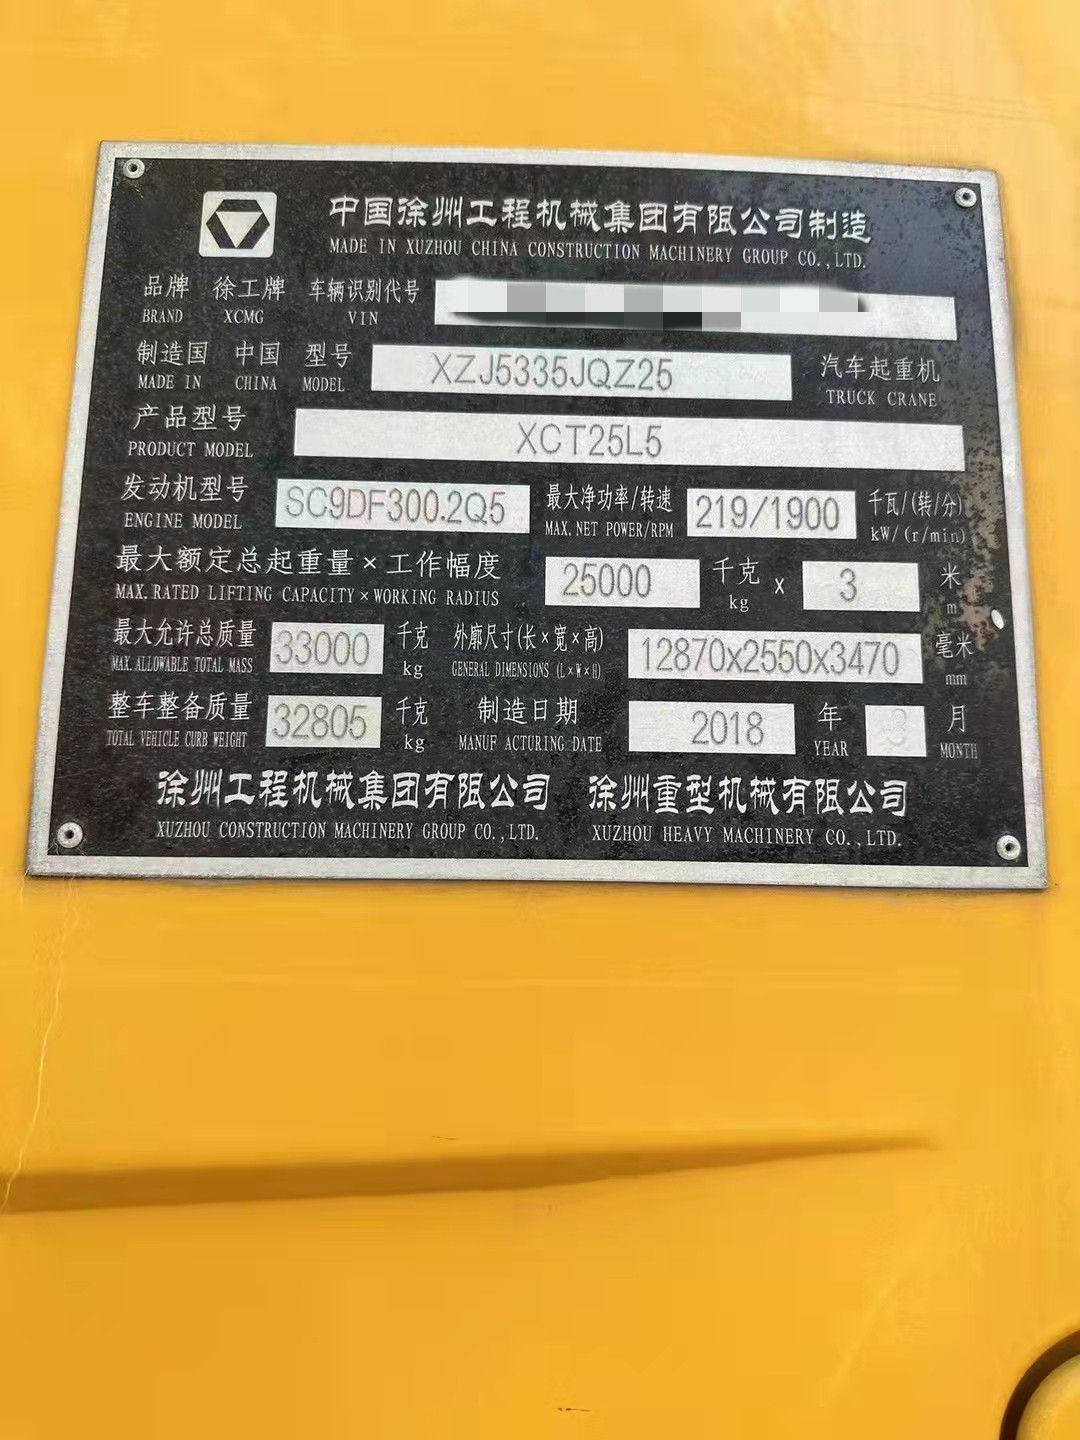 中国徐州工程机械集团有限公司制造
MADE IN XUZHOU CHINA CONSTRUCTION MACHINERY GROUP CO.,LTD.
品牌 徐工牌 车辆识别代号
BRAND XCMG VIN
制造国 中国 型号 XZJ5335JQZ25 汽车起重机
MADE IN CHINA MODEL TRUCK CRANE
产品型号 XCT25L5
PRODUCT MODEL
发动机型号 SC9DF300.2Q5 最大净功率/转速 219/1900 千瓦/(转/分)
ENGINE MODEL MAX. NET POWER/RPM kW/(r/min)
最大额定总起重量×工作幅度 25000 千克 x 3 米
MAX. RATED LIFTING CAPACITY×WORKING RADIUS kg m
最大允许总质量 33000 千克 外廓尺寸(长×宽×高) 12870x2550x3470 毫米
MAX. ALLOWABLE TOTAL MASS kg GENERAL DIMENSIONS (L×W×H) mm
整车整备质量 32805 千克 制造日期 2018 年 月
TOTAL VEHICLE CURB WEIGHT kg MANUF ACTURING DATE YEAR MONTH
徐州工程机械集团有限公司 徐州重型机械有限公司
XUZHOU CONSTRUCTION MACHINERY GROUP CO.,LTD. XUZHOU HEAVY MACHINERY CO.,LTD.